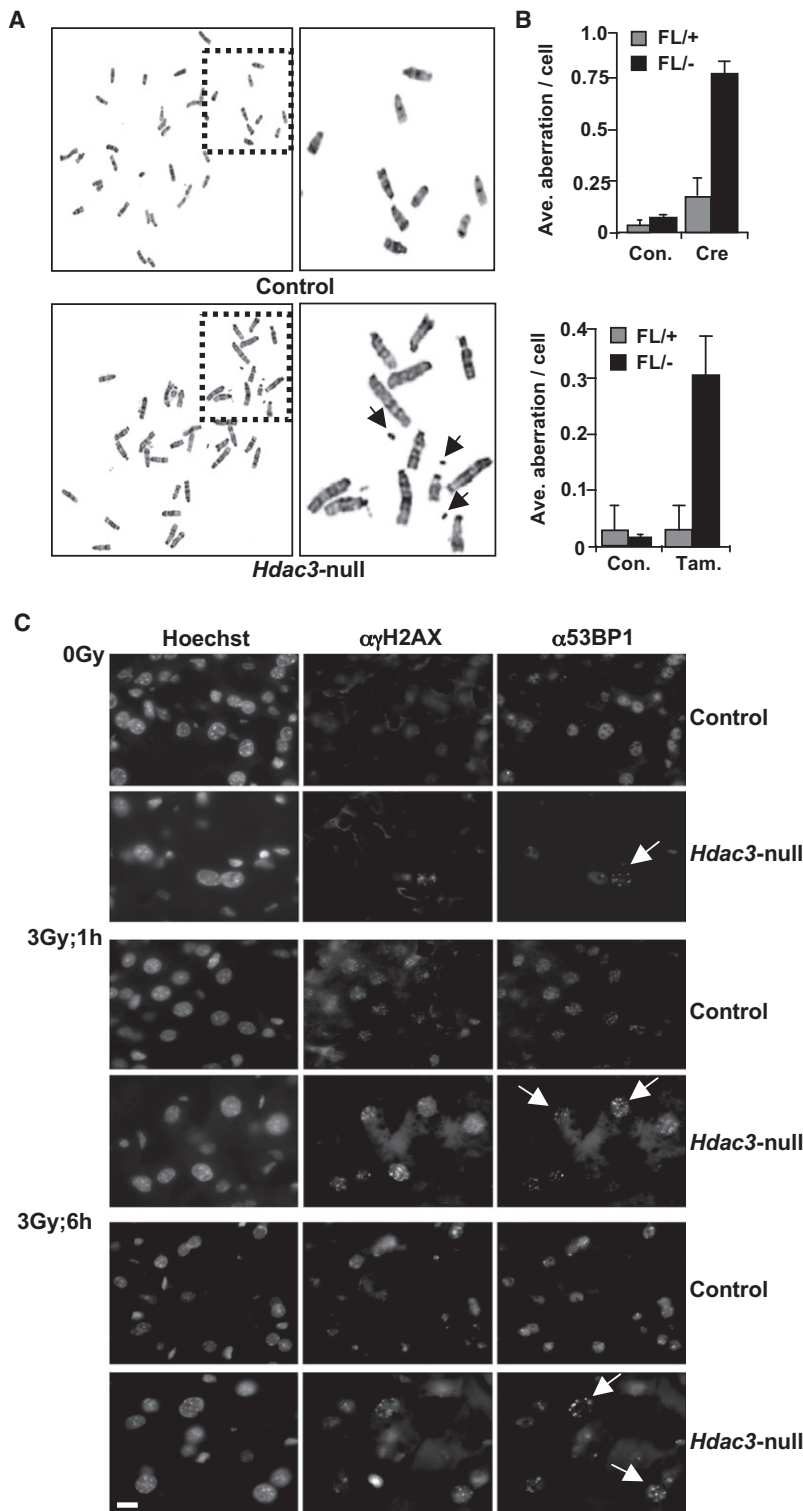 A
Control
Hdac3-null
B
Ave. aberration / cell
1.0
0.75
0.5
0.25
0
FL/+
FL/-
Con. Cre
Ave. aberration / cell
0.4
0.3
0.2
0.1
0
FL/+
FL/-
Con. Tam.
C
Hoechst αγH2AX α53BP1
0Gy
Control
Hdac3-null
3Gy;1h
Control
Hdac3-null
3Gy;6h
Control
Hdac3-null